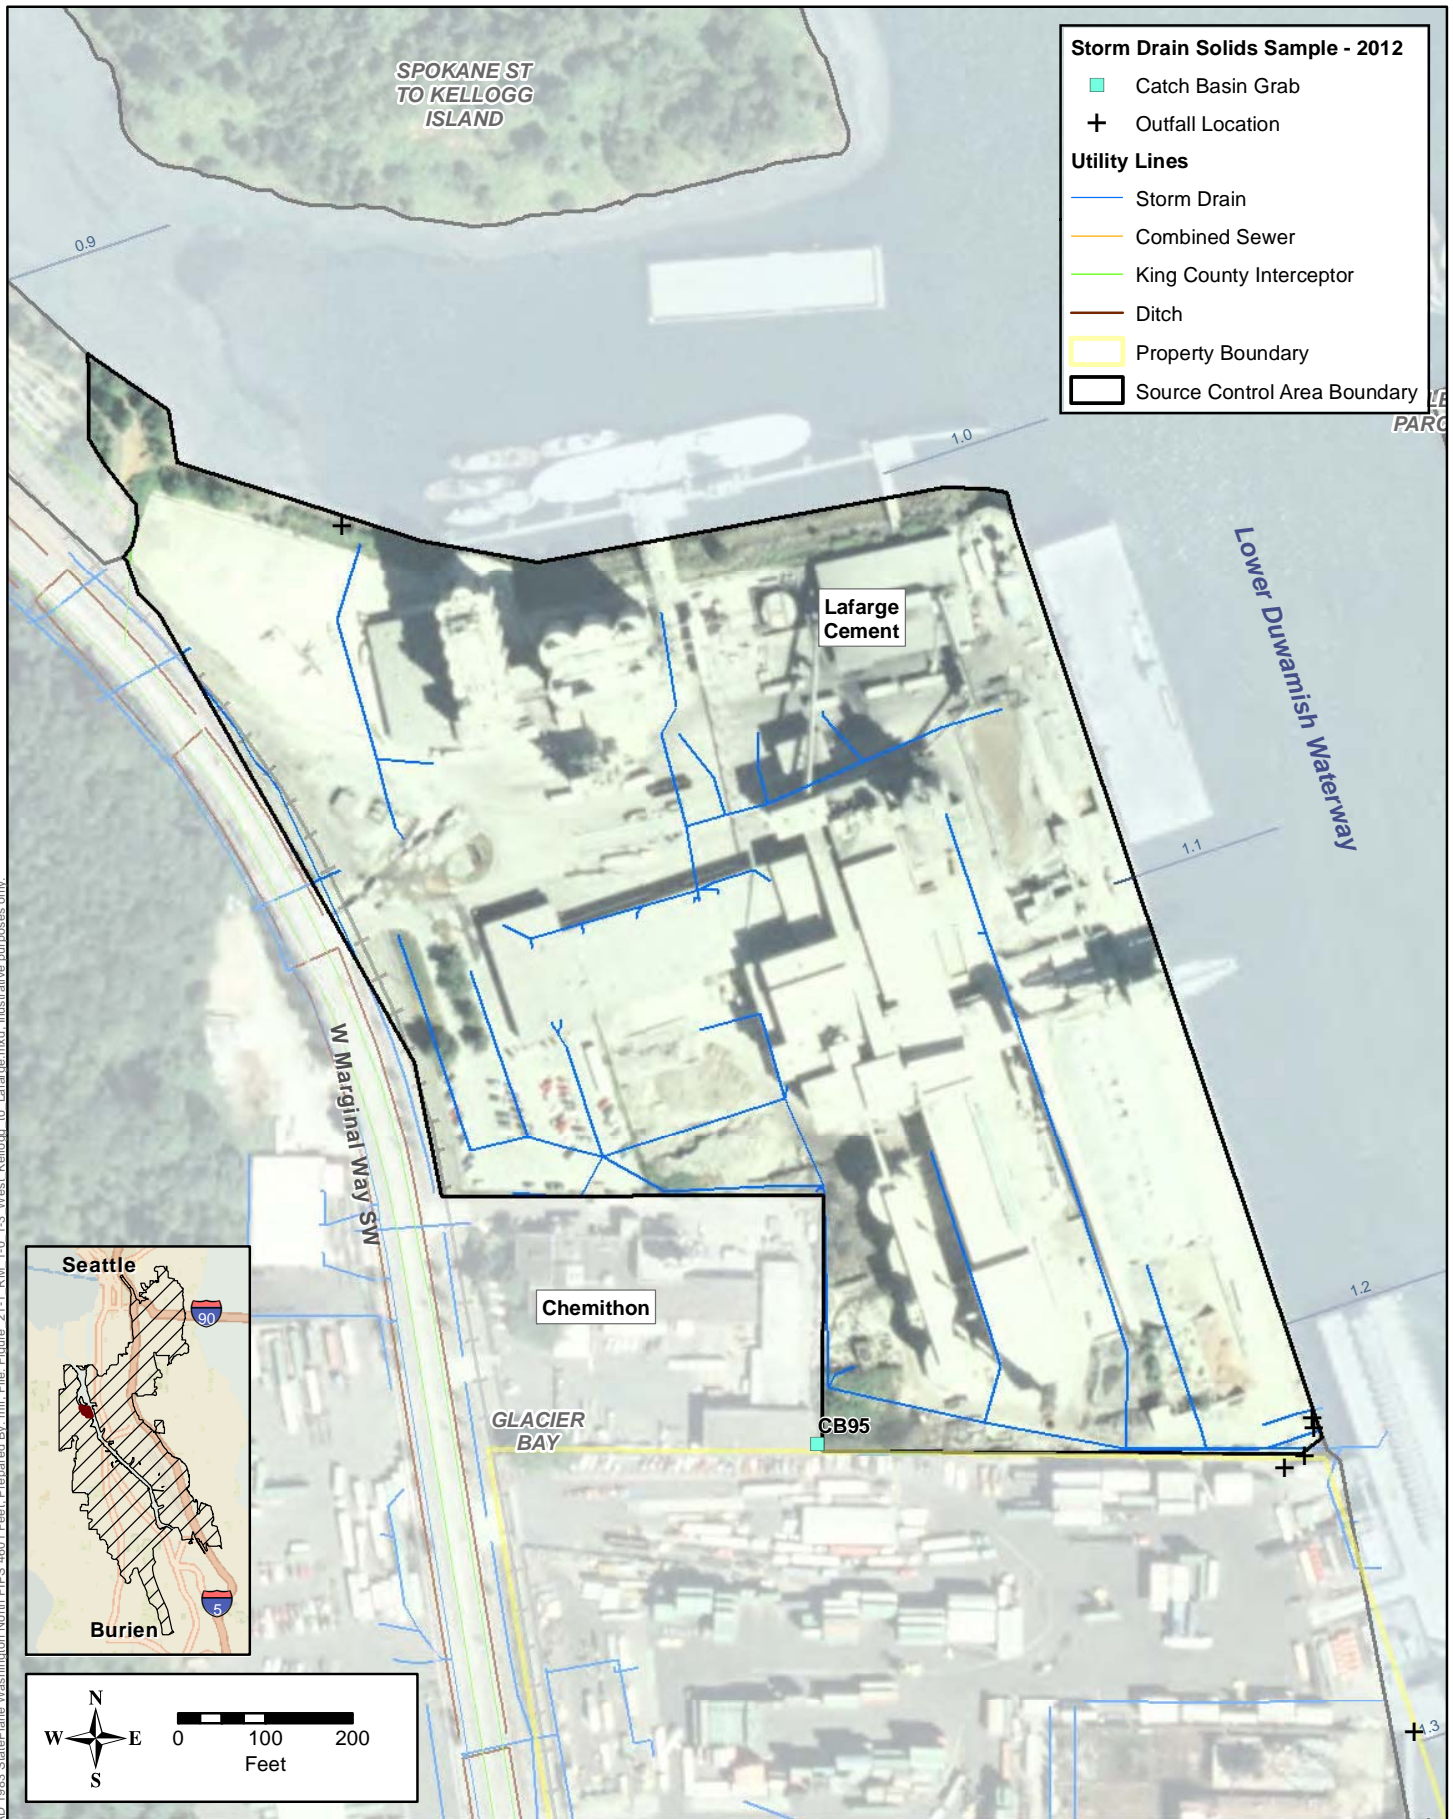 Storm Drain Solids Sample - 2012
Catch Basin Grab
Outfall Location
Utility Lines
Storm Drain
Combined Sewer
King County Interceptor
Ditch
Property Boundary
Source Control Area Boundary
SPOKANE ST
TO KELLOGG
ISLAND
0.9
1.0
Lafarge
Cement
Lower Duwamish Waterway
1.1
W Marginal Way SW
1.2
Chemithon
GLACIER
BAY
CB95
1.3
Seattle
90
5
Burien
N
W
E
S
0
100
200
Feet